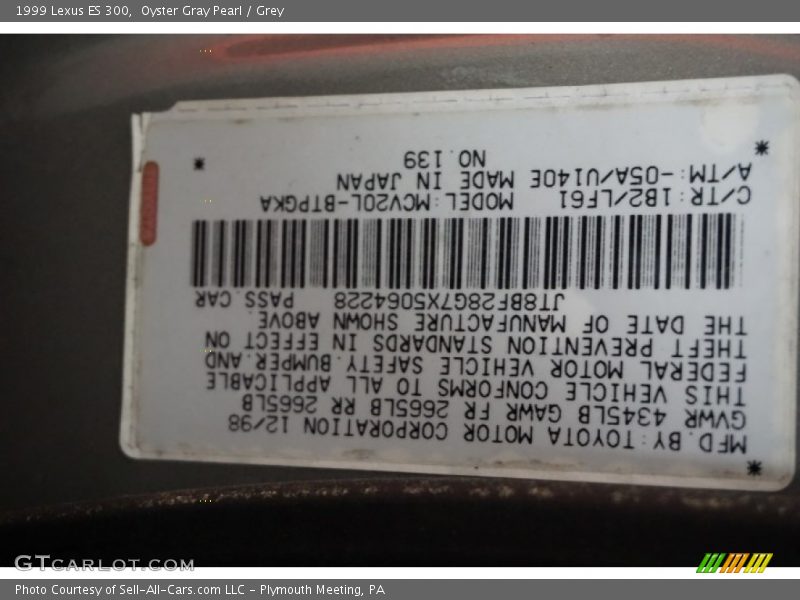 1999 Lexus ES 300, Oyster Gray Pearl / Grey
MFD.BY:TOYOTA MOTOR CORPORATION 12/98
GVWR 4345LB GAWR FR 2665LB RR 2665LB
THIS VEHICLE CONFORMS TO ALL APPLICABLE
FEDERAL MOTOR VEHICLE SAFETY,BUMPER,AND
THEFT PREVENTION STANDARDS IN EFFECT ON
THE DATE OF MANUFACTURE SHOWN ABOVE.
JT8BF28G7X5064228 PASS.CAR
C/TR:1B2/LF61 MODEL:MCV20L-BTPGKA
A/TM:-05A/U140E MADE IN JAPAN
NO.139
GTCARLOT.COM
Photo Courtesy of Sell-All-Cars.com LLC - Plymouth Meeting, PA